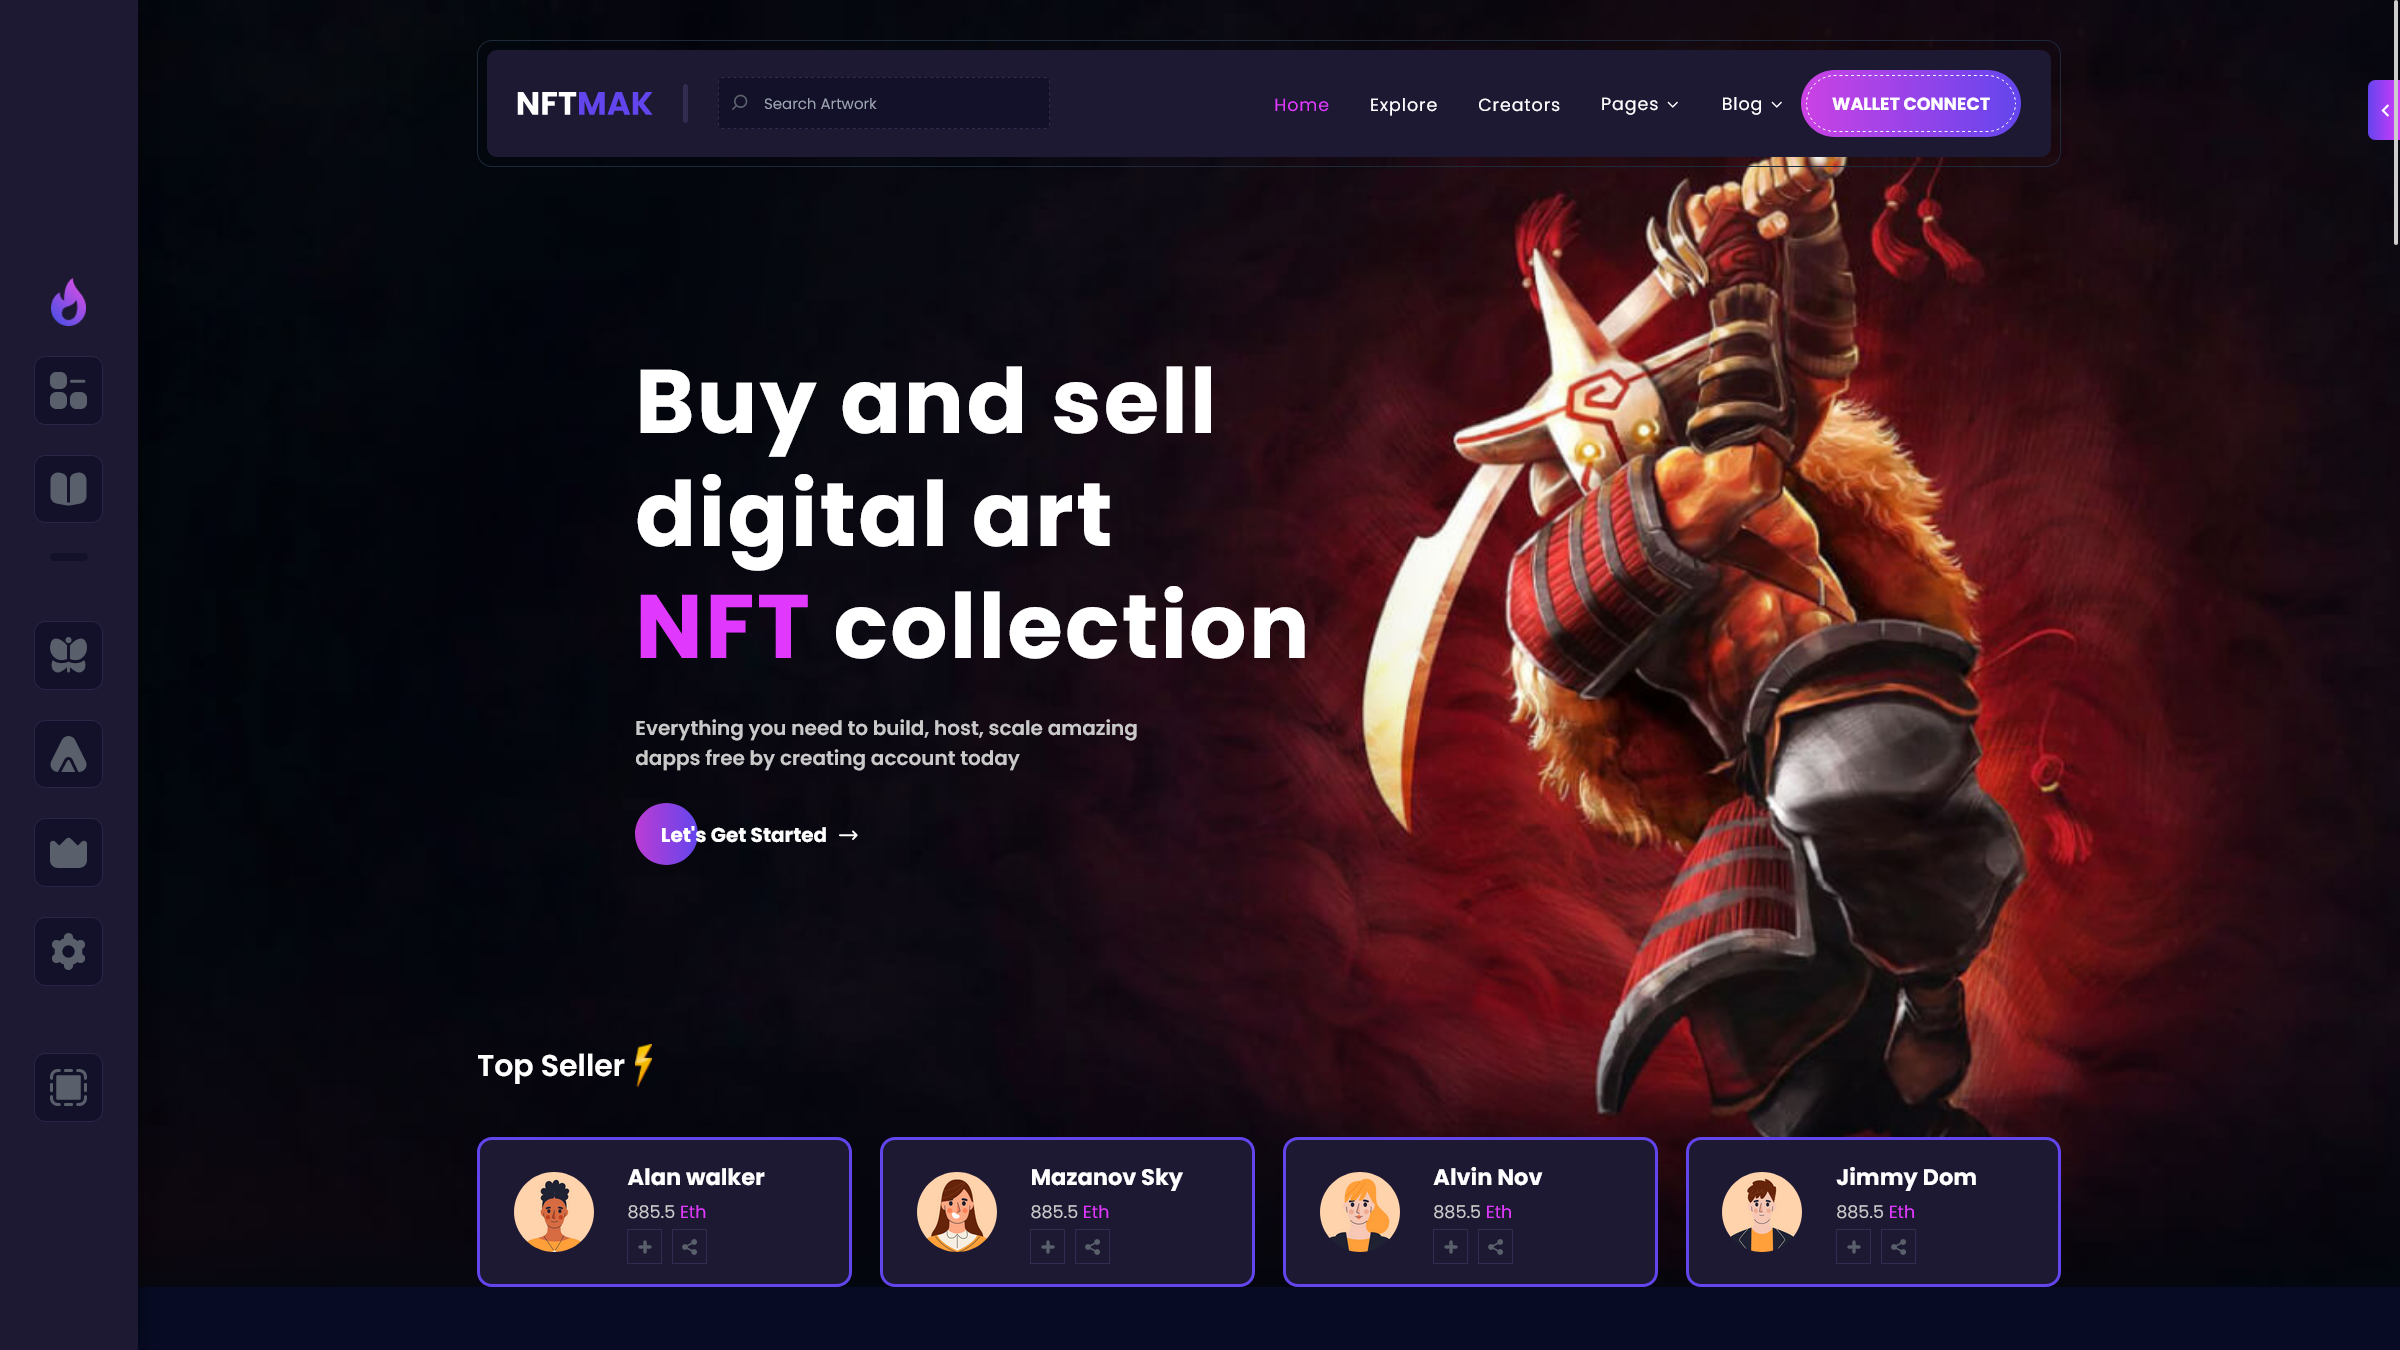 NFTMAK
Search Artwork
Home
Explore
Creators
Pages
Blog
WALLET CONNECT
Buy and sell
digital art
NFT collection
Everything you need to build, host, scale amazing
dapps free by creating account today
Let's Get Started →
Top Seller ⚡
Alan walker
885.5 Eth
Mazanov Sky
885.5 Eth
Alvin Nov
885.5 Eth
Jimmy Dom
885.5 Eth